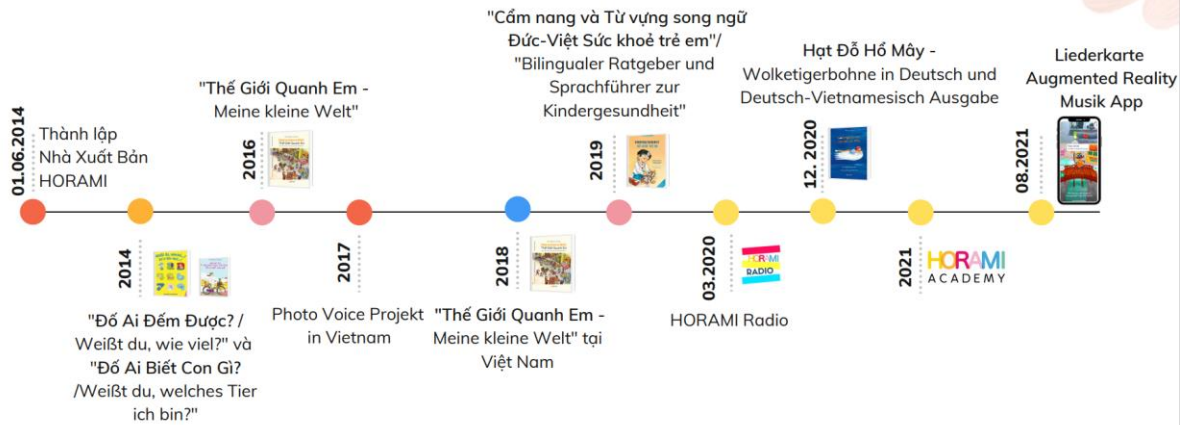 01.06.2014
Thành lập
Nhà Xuất Bản
HORAMI
2014
"Đố Ai Đếm Được? /
Weißt du, wie viel?" và
"Đố Ai Biết Con Gì?
/Weißt du, welches Tier
ich bin?"
"Thế Giới Quanh Em -
Meine kleine Welt"
2016
2017
Photo Voice Projekt
in Vietnam
2018
"Thế Giới Quanh Em -
Meine kleine Welt" tại
Việt Nam
"Cẩm nang và Từ vựng song ngữ
Đức-Việt Sức khoẻ trẻ em"/
"Bilingualer Ratgeber und
Sprachführer zur
Kindergesundheit"
2019
03.2020
HORAMI
RADIO
HORAMI Radio
Hạt Đỗ Hổ Mây -
Wolketigerbohne in Deutsch und
Deutsch-Vietnamesisch Ausgabe
12. 2020
2021
HORAMI
ACADEMY
Liederkarte
Augmented Reality
Musik App
08.2021